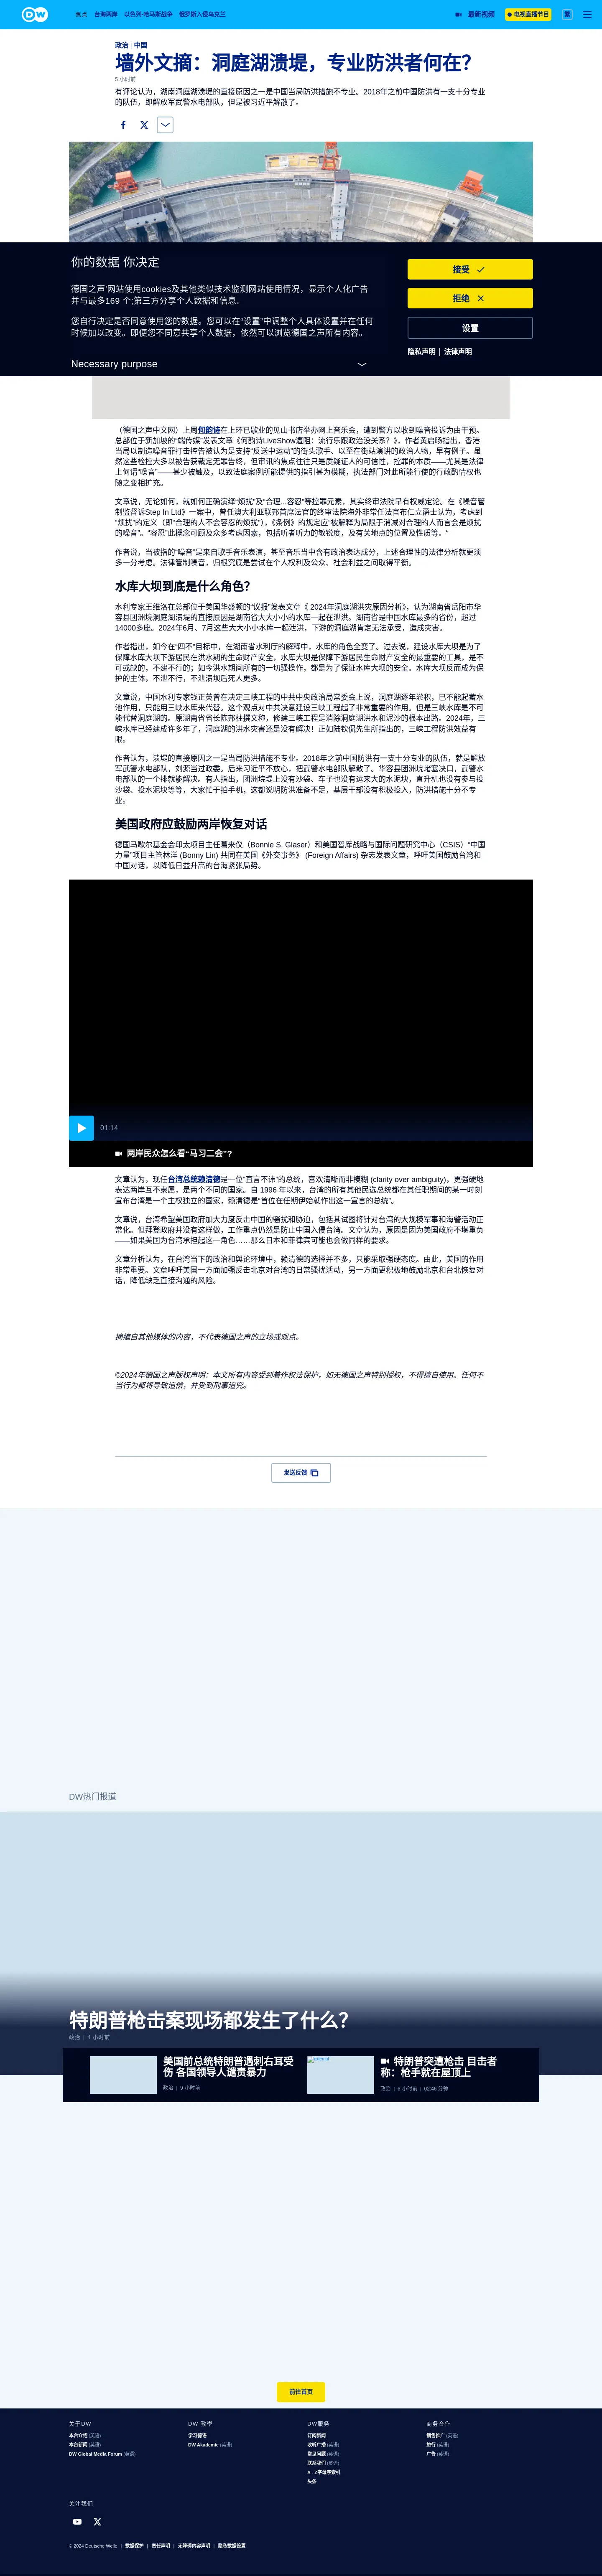 DW
焦点 台海两岸 以色列-哈马斯战争 俄罗斯入侵乌克兰
最新视频
电视直播节目
繁
政治 | 中国
墙外文摘：洞庭湖溃堤，专业防洪者何在？
5 小时前
有评论认为，湖南洞庭湖溃堤的直接原因之一是中国当局防洪措施不专业。2018年之前中国防洪有一支十分专业
的队伍，即解放军武警水电部队，但是被习近平解散了。
你的数据 你决定
德国之声'网站使用cookies及其他类似技术监测网站使用情况，显示个人化广告
并与最多169 个;第三方分享个人数据和信息。
您自行决定是否同意使用您的数据。您可以在“设置”中调整个人具体设置并在任何
时候加以改变。即便您不同意共享个人数据，依然可以浏览德国之声所有内容。
Necessary purpose
接受
拒绝
设置
隐私声明 | 法律声明
（德国之声中文网）上周何韵诗在上环已歇业的见山书店举办网上音乐会，遭到警方以收到噪音投诉为由干预。
总部位于新加坡的“端传媒”发表文章《何韵诗LiveShow遭阻：流行乐跟政治没关系？》，作者黄启旸指出，香港
当局以制造噪音罪打击控告被认为是支持“反送中运动”的街头歌手、以至在街站演讲的政治人物，早有例子。虽
然这些检控大多以被告获裁定无罪告终，但审讯的焦点往往只是质疑证人的可信性，控罪的本质——尤其是法律
上何谓“噪音”——甚少被触及，以致法庭案例所能提供的指引甚为模糊，执法部门对此所能行使的行政酌情权也
随之变相扩充。
文章说，无论如何，就如何正确演绎“烦扰”及“合理...容忍”等控罪元素，其实终审法院早有权威定论。在《噪音管
制监督诉Step In Ltd》一案中，曾任澳大利亚联邦首席法官的终审法院海外非常任法官布仁立爵士认为，考虑到
“烦扰”的定义（即“合理的人不会容忍的烦扰”），《条例》的规定应“被解释为局限于消减对合理的人而言会是烦扰
的噪音”。“容忍”此概念可顾及众多考虑因素，包括听者听力的敏锐度，及有关地点的位置及性质等。“
作者说，当被指的“噪音”是来自歌手音乐表演，甚至音乐当中含有政治表达成分，上述合理性的法律分析就更须
多一分考虑。法律管制噪音，归根究底是尝试在个人权利及公众、社会利益之间取得平衡。
水库大坝到底是什么角色？
水利专家王维洛在总部位于美国华盛顿的“议报”发表文章《 2024年洞庭湖洪灾原因分析》，认为湖南省岳阳市华
容县团洲垸洞庭湖溃堤的直接原因是湖南省大大小小的水库一起在泄洪。湖南省是中国水库最多的省份，超过
14000多座。2024年6月、7月这些大大小小水库一起泄洪，下游的洞庭湖肯定无法承受，造成灾害。
作者指出，如今在“四不”目标中，在湖南省水利厅的解释中，水库的角色全变了。过去说，建设水库大坝是为了
保障水库大坝下游居民在洪水期的生命财产安全，水库大坝是保障下游居民生命财产安全的最重要的工具，是不
可或缺的，不建不行的；如今洪水期间所有的一切骚操作，都是为了保证水库大坝的安全。水库大坝反而成为保
护的主体，不泄不行，不泄溃坝后死人更多。
文章说，中国水利专家钱正英曾在决定三峡工程的中共中央政治局常委会上说，洞庭湖逐年淤积，已不能起蓄水
池作用，只能用三峡水库来代替。这个观点对中共决意建设三峡工程起了非常重要的作用。但是三峡水库是不可
能代替洞庭湖的。原湖南省省长陈邦柱撰文称，修建三峡工程是消除洞庭湖洪水和泥沙的根本出路。2024年，三
峡水库已经建成许多年了，洞庭湖的洪水灾害还是没有解决！正如陆钦侃先生所指出的，三峡工程防洪效益有
限。
作者认为，溃堤的直接原因之一是当局防洪措施不专业。2018年之前中国防洪有一支十分专业的队伍，就是解放
军武警水电部队，刘源当过政委。后来习近平不放心，把武警水电部队解散了。华容县团洲垸堵塞决口，武警水
电部队的一个排就能解决。有人指出，团洲垸堤上没有沙袋、车子也没有运来大的水泥块，直升机也没有参与投
沙袋、投水泥块等等，大家忙于拍手机，这都说明防洪准备不足，基层干部没有积极投入，防洪措施十分不专
业。
美国政府应鼓励两岸恢复对话
德国马歇尔基金会印太项目主任葛来仪（Bonnie S. Glaser）和美国智库战略与国际问题研究中心（CSIS）“中国
力量”项目主管林洋 (Bonny Lin) 共同在美国《外交事务》 (Foreign Affairs) 杂志发表文章，呼吁美国鼓励台湾和
中国对话，以降低日益升高的台海紧张局势。
01:14
两岸民众怎么看“马习二会”？
文章认为，现任台湾总统赖清德是一位“直言不讳”的总统，喜欢清晰而非模糊 (clarity over ambiguity)，更强硬地
表达两岸互不隶属，是两个不同的国家。自 1996 年以来，台湾的所有其他民选总统都在其任职期间的某一时刻
宣布台湾是一个主权独立的国家，赖清德是“首位在任期伊始就作出这一宣言的”总统。
文章说，台湾希望美国政府加大力度反击中国的骚扰和胁迫，包括其试图将针对台湾的大规模军事和海警活动正
常化。但拜登政府并没有这样做，工作重点仍然是防止中国入侵台湾。文章认为，原因是因为美国政府不堪重负
——如果美国为台湾承担起这一角色……那么日本和菲律宾可能也会做同样的要求。
文章分析认为，在台湾当下的政治和舆论环境中，赖清德的选择并不多，只能采取强硬态度。由此，美国的作用
非常重要。文章呼吁美国一方面加强反击北京对台湾的日常骚扰活动，另一方面更积极地鼓励北京和台北恢复对
话，降低缺乏直接沟通的风险。
摘编自其他媒体的内容，不代表德国之声的立场或观点。
©2024年德国之声版权声明：本文所有内容受到着作权法保护，如无德国之声特别授权，不得擅自使用。任何不
当行为都将导致追偿，并受到刑事追究。
发送反馈
DW热门报道
特朗普枪击案现场都发生了什么？
政治 | 4 小时前
美国前总统特朗普遇刺右耳受
伤 各国领导人谴责暴力
政治 | 9 小时前
特朗普突遭枪击 目击者
称：枪手就在屋顶上
政治 | 6 小时前 | 02:46 分钟
前往首页
关于DW
本台介绍 (英语)
本台新闻 (英语)
DW Global Media Forum (英语)
DW 教學
学习德语
DW Akademie (英语)
DW服务
订阅新闻
收听广播 (英语)
常见问题 (英语)
联系我们 (英语)
A - Z字母序索引
头条
商务合作
销售推广 (英语)
旅行 (英语)
广告 (英语)
关注我们
© 2024 Deutsche Welle | 数据保护 | 责任声明 | 无障碍内容声明 | 隐私数据设置